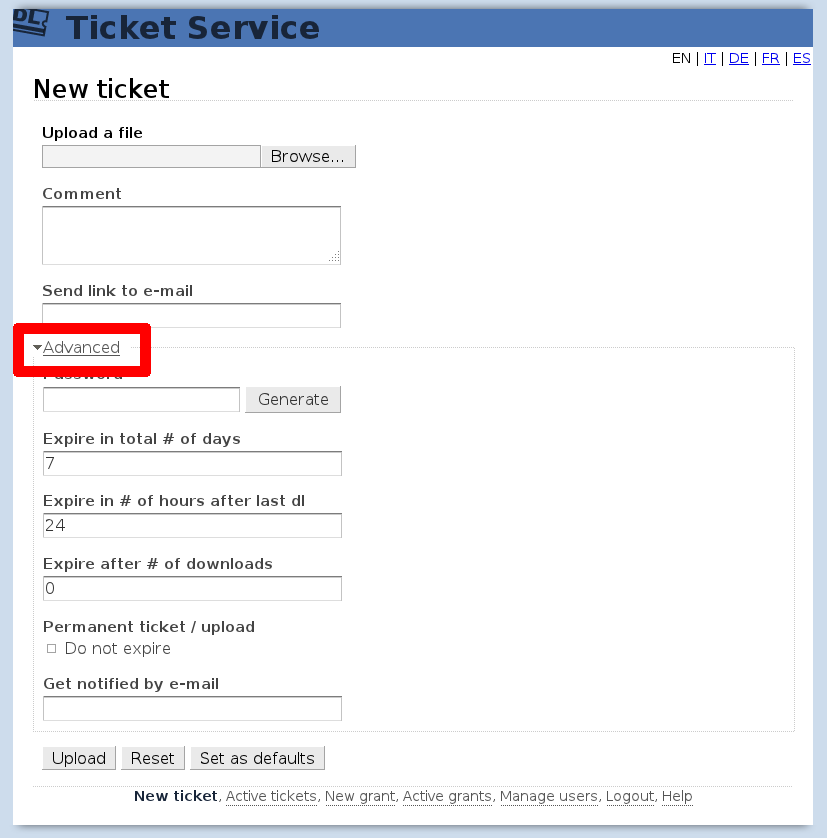 DL Ticket Service
EN | IT | DE | FR | ES
New ticket
Upload a file
Browse...
Comment
Send link to e-mail
Advanced
Password
Generate
Expire in total # of days
7
Expire in # of hours after last dl
24
Expire after # of downloads
0
Permanent ticket / upload
Do not expire
Get notified by e-mail
Upload Reset Set as defaults
New ticket, Active tickets, New grant, Active grants, Manage users, Logout, Help